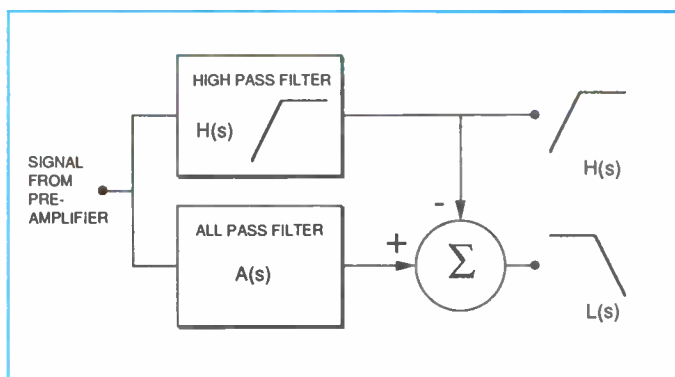 HIGH PASS FILTER
H(s)
SIGNAL
FROM
PRE-
AMPLIFIER
ALL PASS FILTER
A(s)
-
+
Σ
H(s)
L(s)